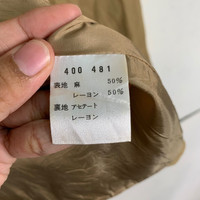 400 481
表地 麻 50%
レーヨン 50%
裏地 アセテート
レーヨン